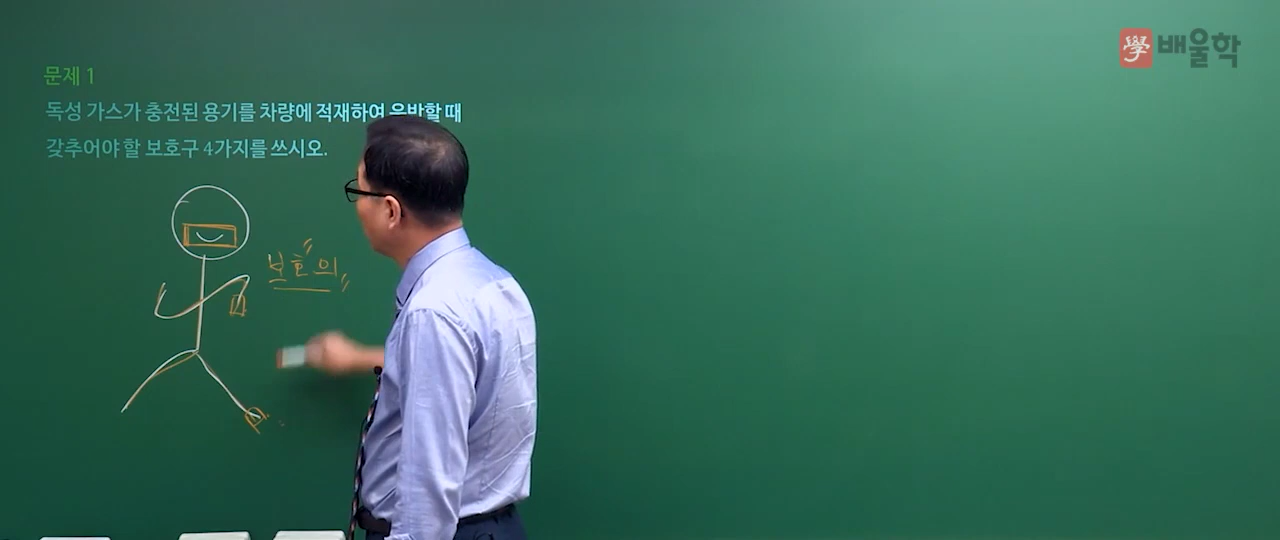 學 배울학
문제 1
독성 가스가 충전된 용기를 차량에 적재하여 운반할 때
갖추어야 할 보호구 4가지를 쓰시오.
보호의